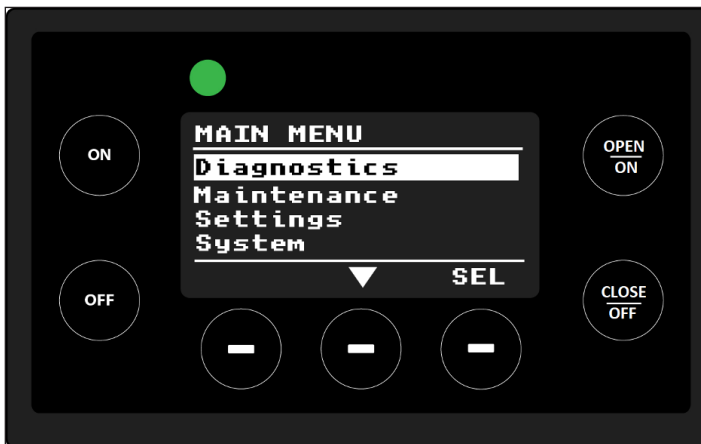 MAIN MENU
ON
Diagnostics
OPEN
ON
Maintenance
Settings
System
SEL
OFF
CLOSE
OFF